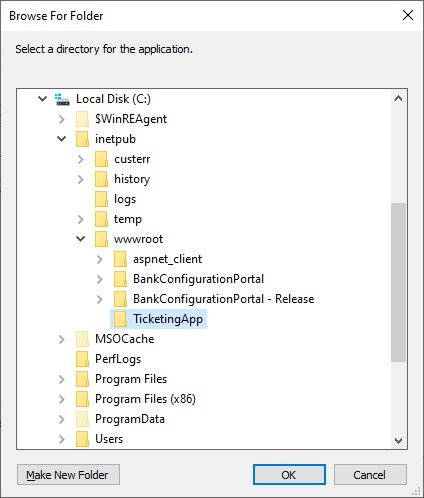 Browse For Folder
Select a directory for the application.
Local Disk (C:)
$WinREAgent
inetpub
custerr
history
logs
temp
wwwroot
aspnet_client
BankConfigurationPortal
BankConfigurationPortal - Release
TicketingApp
MSOCache
PerfLogs
Program Files
Program Files (x86)
ProgramData
Users
Make New Folder OK Cancel